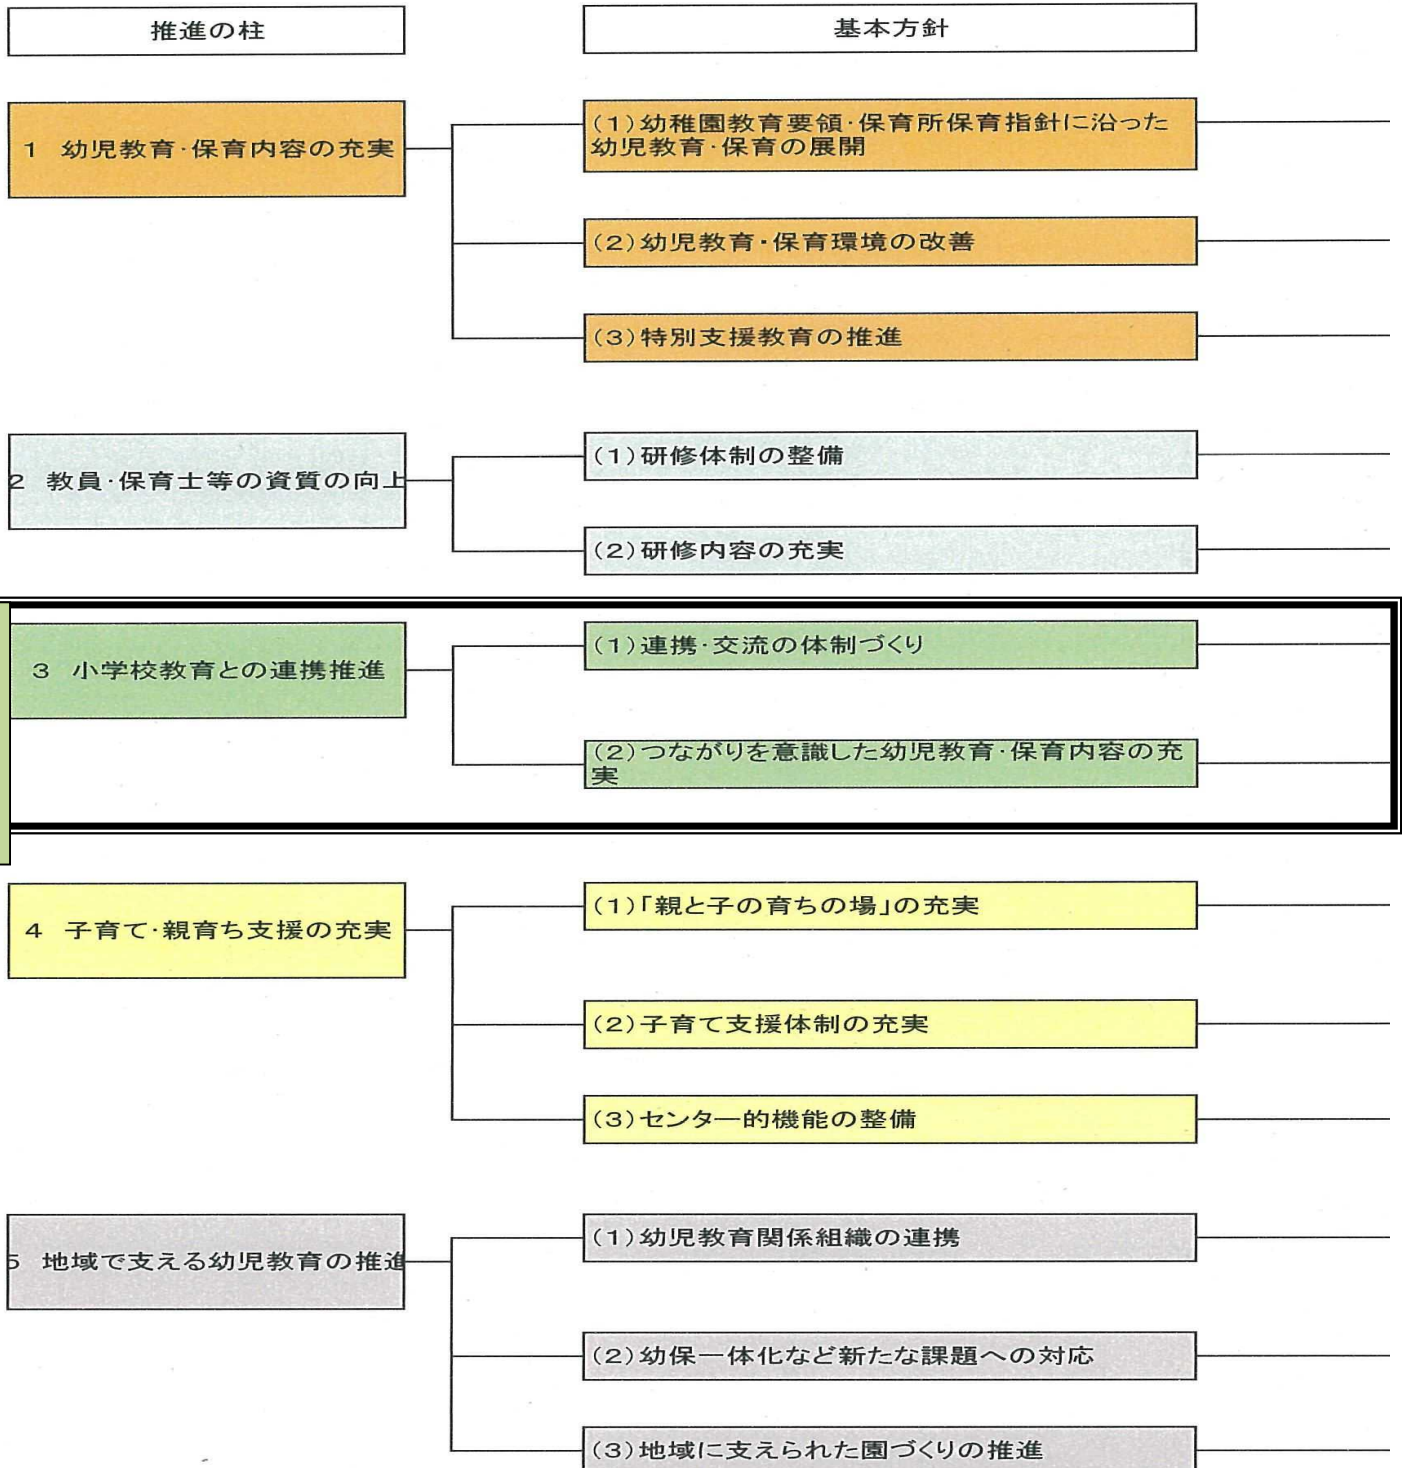 推進の柱
基本方針
1 幼児教育・保育内容の充実
(1)幼稚園教育要領・保育所保育指針に沿った
幼児教育・保育の展開
(2)幼児教育・保育環境の改善
(3)特別支援教育の推進
2 教員・保育士等の資質の向上
(1)研修体制の整備
(2)研修内容の充実
3 小学校教育との連携推進
(1)連携・交流の体制づくり
(2)つながりを意識した幼児教育・保育内容の充
実
4 子育て・親育ち支援の充実
(1)「親と子の育ちの場」の充実
(2)子育て支援体制の充実
(3)センター的機能の整備
5 地域で支える幼児教育の推進
(1)幼児教育関係組織の連携
(2)幼保一体化など新たな課題への対応
(3)地域に支えられた園づくりの推進